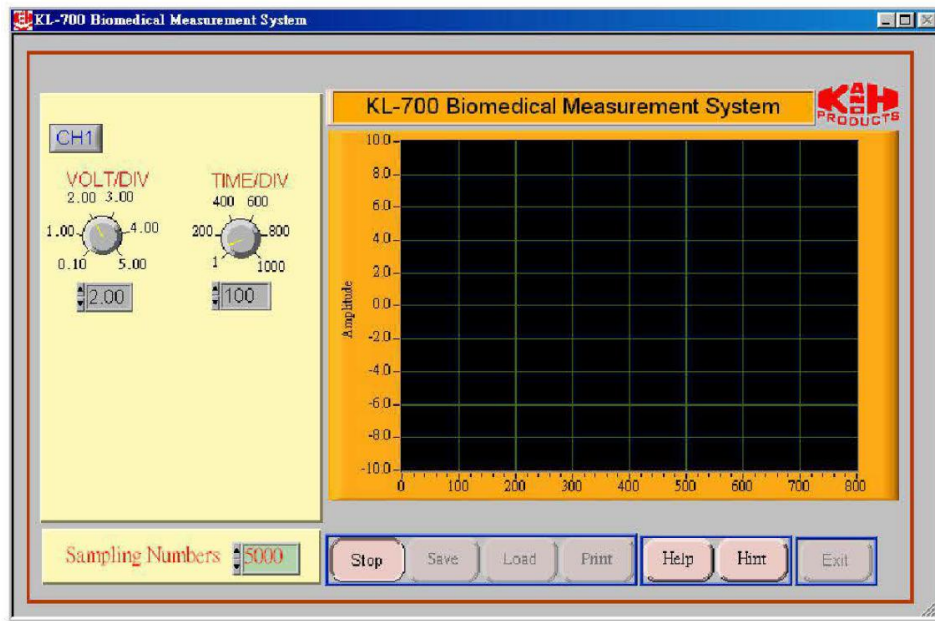 KL-700 Biomedical Measurement System
KL-700 Biomedical Measurement System
K AND H
PRODUCTS
CH1
VOLT/DIV
2.00 3.00
1.00 4.00
0.10 5.00
2.00
TIME/DIV
400 600
200 800
1 1000
100
10.0
8.0
6.0
4.0
2.0
0.0
-2.0
-4.0
-6.0
-8.0
-10.0
Amplitude
0 100 200 300 400 500 600 700 800
Sampling Numbers 5000
Stop Save Load Print Help Hint Exit